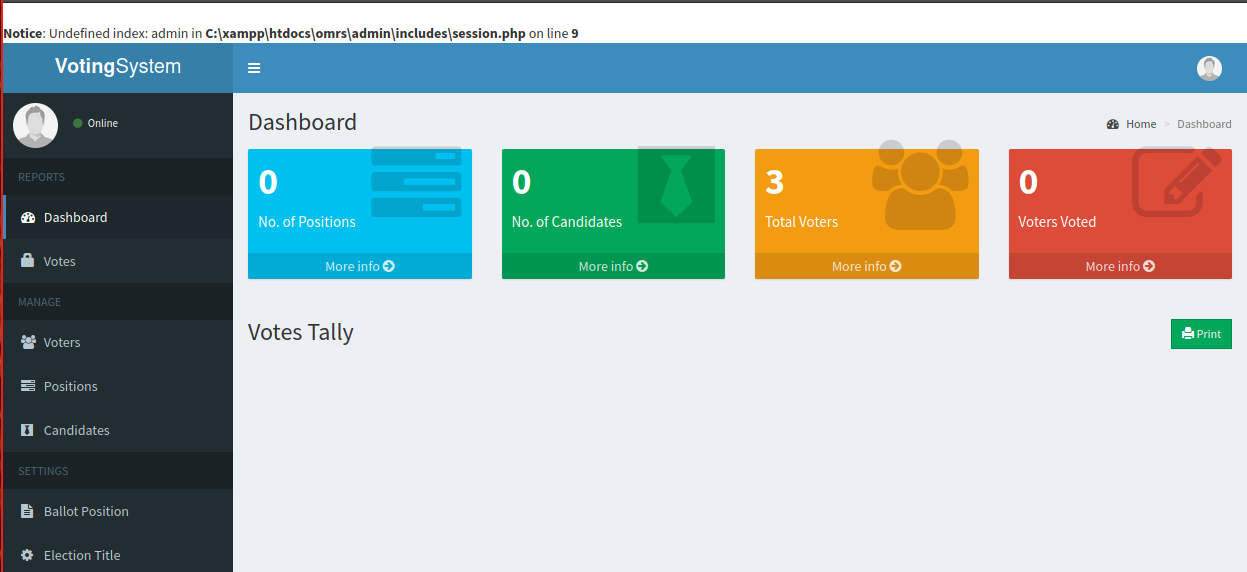 Notice: Undefined index: admin in C:\xampp\htdocs\omrs\admin\includes\session.php on line 9
VotingSystem
Online
REPORTS
Dashboard
Votes
MANAGE
Voters
Positions
Candidates
SETTINGS
Ballot Position
Election Title
Dashboard
Home > Dashboard
0
No. of Positions
More info
0
No. of Candidates
More info
3
Total Voters
More info
0
Voters Voted
More info
Votes Tally
Print